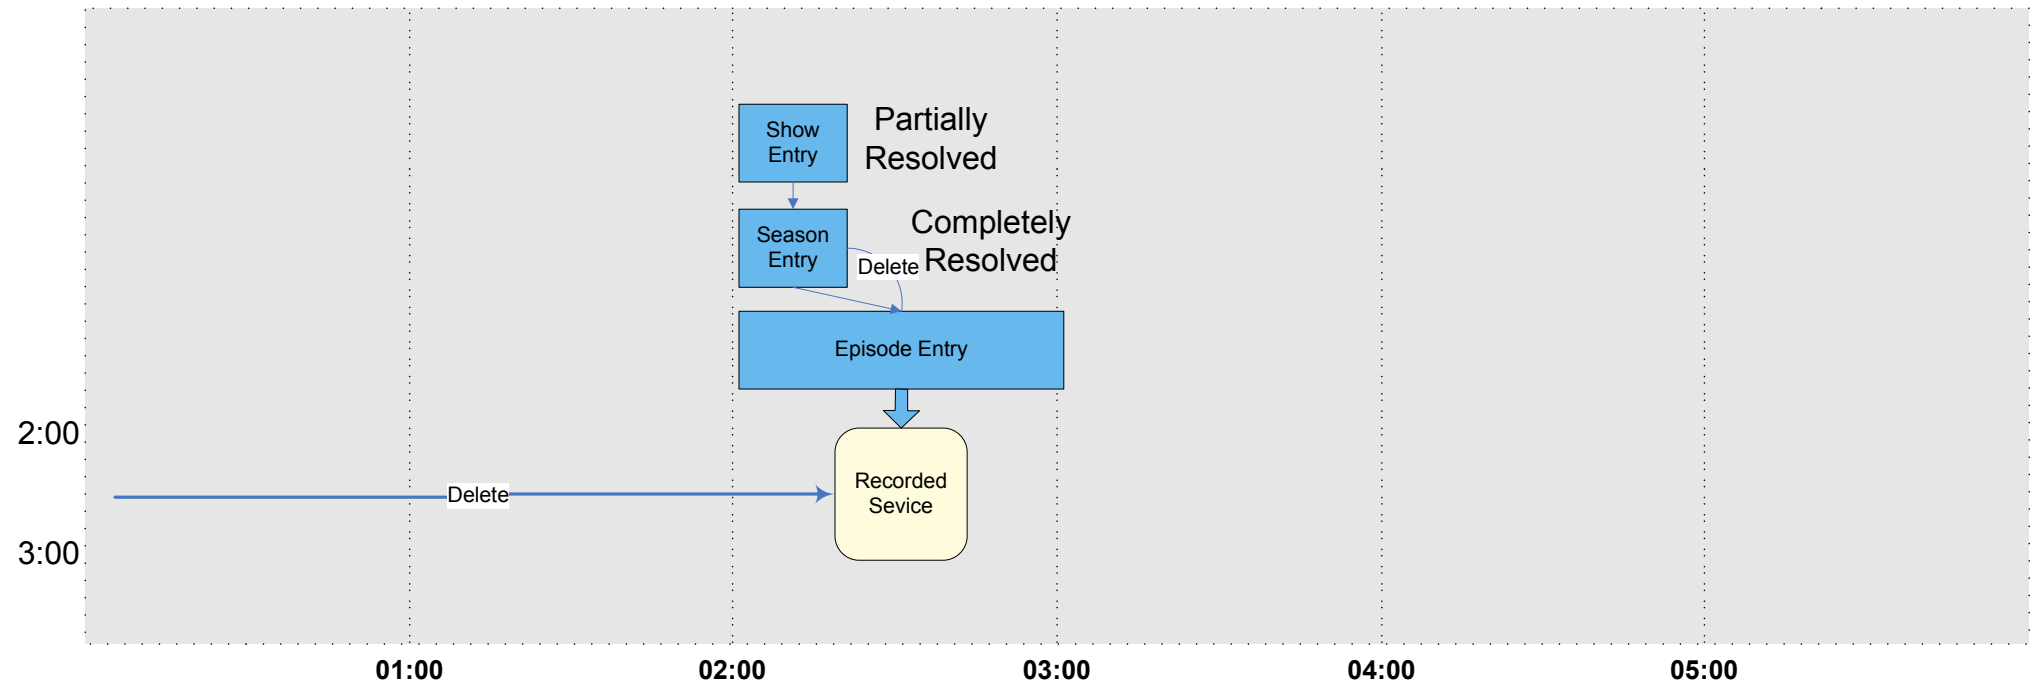 Show
Entry
Partially
Resolved
Season
Entry
Completely
Resolved
Delete
Episode Entry
2:00
Recorded
Sevice
Delete
3:00
01:00
02:00
03:00
04:00
05:00